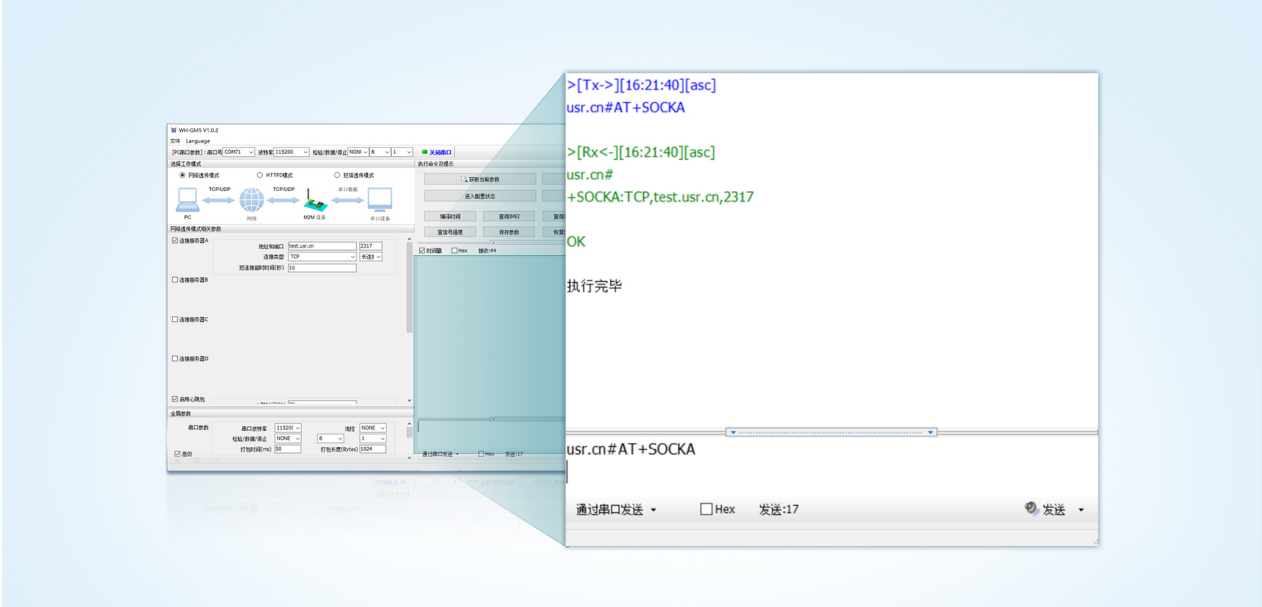 WH-GM5 V1.0.2
文件 Language
[PC串口参数]：串口号 COM71 波特率 115200 检验/数据/停止 NONI 8 1 关闭串口
选择工作模式
网络透传模式 HTTPD模式 短信透传模式
TCP/UDP TCP/UDP 串口数据
PC 网络 M2M 设备 串口设备
网络透传模式相关参数
连接服务器A
地址和端口 test.usr.cn 2317
连接类型 TCP 长连接
短连接超时时间(秒) 10
连接服务器B
连接服务器C
连接服务器D
启用心跳包
全局参数
串口参数 串口波特率 115200 流控 NONE
检验/数据/停止 NONE 8 1
高级 打包时间(ms) 50 打包长度(Bytes) 1024
执行命令及提示
获取当前参数
进入配置状态
编译时间 查询IMEI
查信号强度 保存参数
时间戳 Hex 接收:44
通过串口发送 Hex 发送:17
>[Tx->][16:21:40][asc]
usr.cn#AT+SOCKA
>[Rx<-][16:21:40][asc]
usr.cn#
+SOCKA:TCP,test.usr.cn,2317
OK
执行完毕
usr.cn#AT+SOCKA
通过串口发送 Hex 发送:17 发送